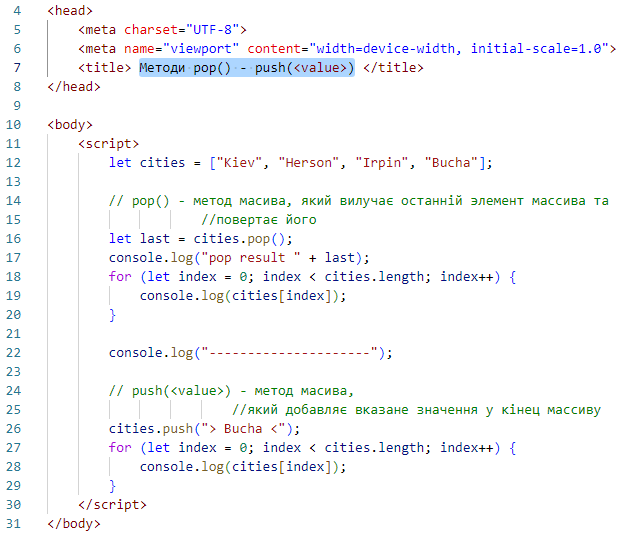 4 <head>
5 <meta charset="UTF-8">
6 <meta name="viewport" content="width=device-width, initial-scale=1.0">
7 <title> Методи pop() - push(<value>) </title>
8 </head>
9
10 <body>
11 <script>
12 let cities = ["Kiev", "Herson", "Irpin", "Bucha"];
13
14 // pop() - метод масива, який вилучає останній элемент массива та
15 //повертає його
16 let last = cities.pop();
17 console.log("pop result " + last);
18 for (let index = 0; index < cities.length; index++) {
19 console.log(cities[index]);
20 }
21
22 console.log("---------------------");
23
24 // push(<value>) - метод масива,
25 //який добавляє вказане значення у кінец массиву
26 cities.push("> Bucha <");
27 for (let index = 0; index < cities.length; index++) {
28 console.log(cities[index]);
29 }
30 </script>
31 </body>